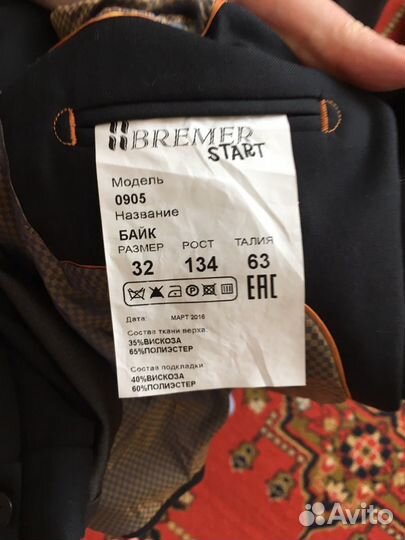 BREMER
START
Модель
0905
Название
БАЙК
РАЗМЕР РОСТ ТАЛИЯ
32 134 63
EAC
Дата: МАРТ 2016
Состав ткани верха:
35%ВИСКОЗА
65%ПОЛИЭСТЕР
Состав подкладки:
40%ВИСКОЗА
60%ПОЛИЭСТЕР
Avito